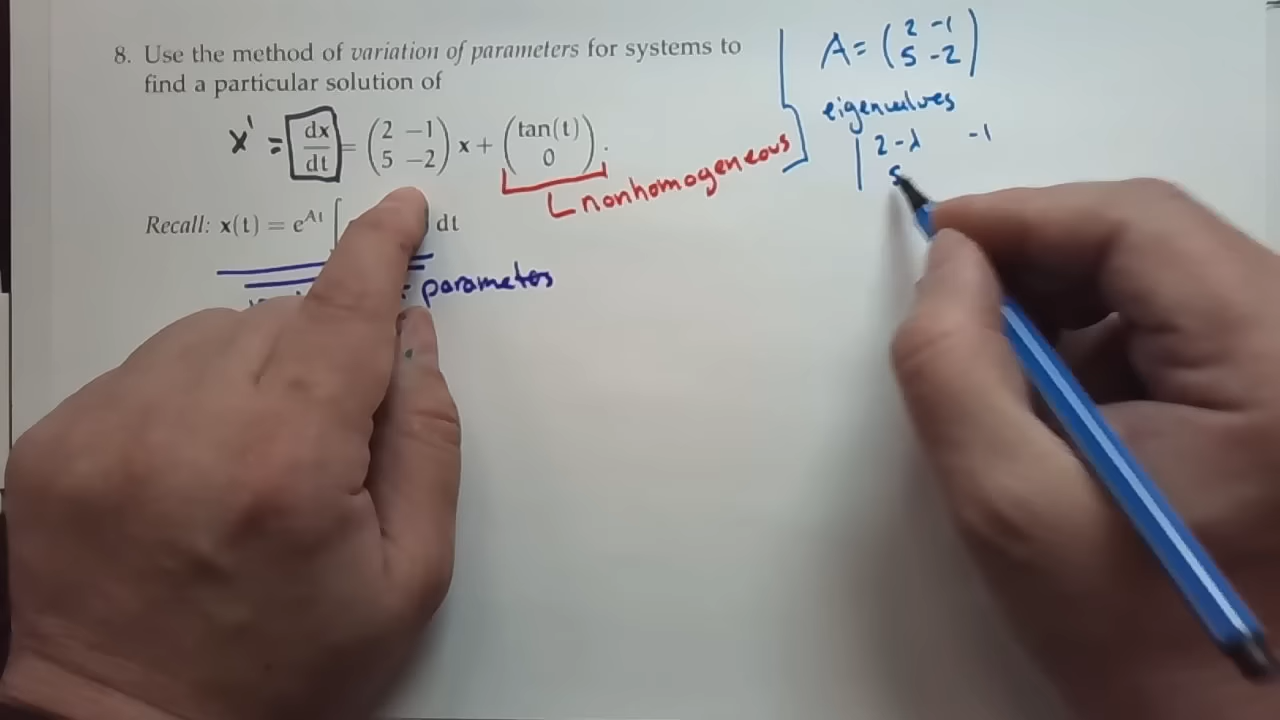 8. Use the method of variation of parameters for systems to
find a particular solution of
x' = dx/dt = (2 -1 5 -2) x + (tan(t) 0).
nonhomogeneous
Recall: x(t) = e^{At} ∫ dt
parameters
A = (2 -1 5 -2)
eigenvalues
2-λ -1
5